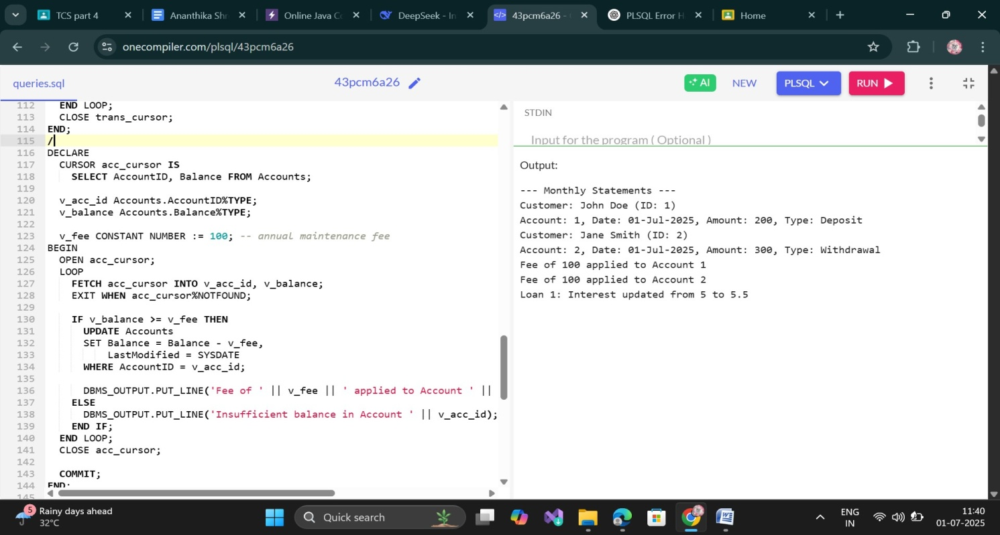 TCS part 4
Ananthika Shr
Online Java Co
DeepSeek - In
43pcm6a26 -
PLSQL Error H
Home
onecompiler.com/plsql/43pcm6a26
queries.sql
43pcm6a26
AI
NEW
PLSQL
RUN
112 END LOOP;
113 CLOSE trans_cursor;
114 END;
115 /
116 DECLARE
117 CURSOR acc_cursor IS
118 SELECT AccountID, Balance FROM Accounts;
119
120 v_acc_id Accounts.AccountID%TYPE;
121 v_balance Accounts.Balance%TYPE;
122
123 v_fee CONSTANT NUMBER := 100; -- annual maintenance fee
124 BEGIN
125 OPEN acc_cursor;
126 LOOP
127 FETCH acc_cursor INTO v_acc_id, v_balance;
128 EXIT WHEN acc_cursor%NOTFOUND;
129
130 IF v_balance >= v_fee THEN
131 UPDATE Accounts
132 SET Balance = Balance - v_fee,
133 LastModified = SYSDATE
134 WHERE AccountID = v_acc_id;
135
136 DBMS_OUTPUT.PUT_LINE('Fee of ' || v_fee || ' applied to Account ' ||
137 ELSE
138 DBMS_OUTPUT.PUT_LINE('Insufficient balance in Account ' || v_acc_id);
139 END IF;
140 END LOOP;
141 CLOSE acc_cursor;
142
143 COMMIT;
144 END;
145
STDIN
Input for the program ( Optional )
Output:
--- Monthly Statements ---
Customer: John Doe (ID: 1)
Account: 1, Date: 01-Jul-2025, Amount: 200, Type: Deposit
Customer: Jane Smith (ID: 2)
Account: 2, Date: 01-Jul-2025, Amount: 300, Type: Withdrawal
Fee of 100 applied to Account 1
Fee of 100 applied to Account 2
Loan 1: Interest updated from 5 to 5.5
5
Rainy days ahead
32°C
Quick search
ENG
IN
11:40
01-07-2025